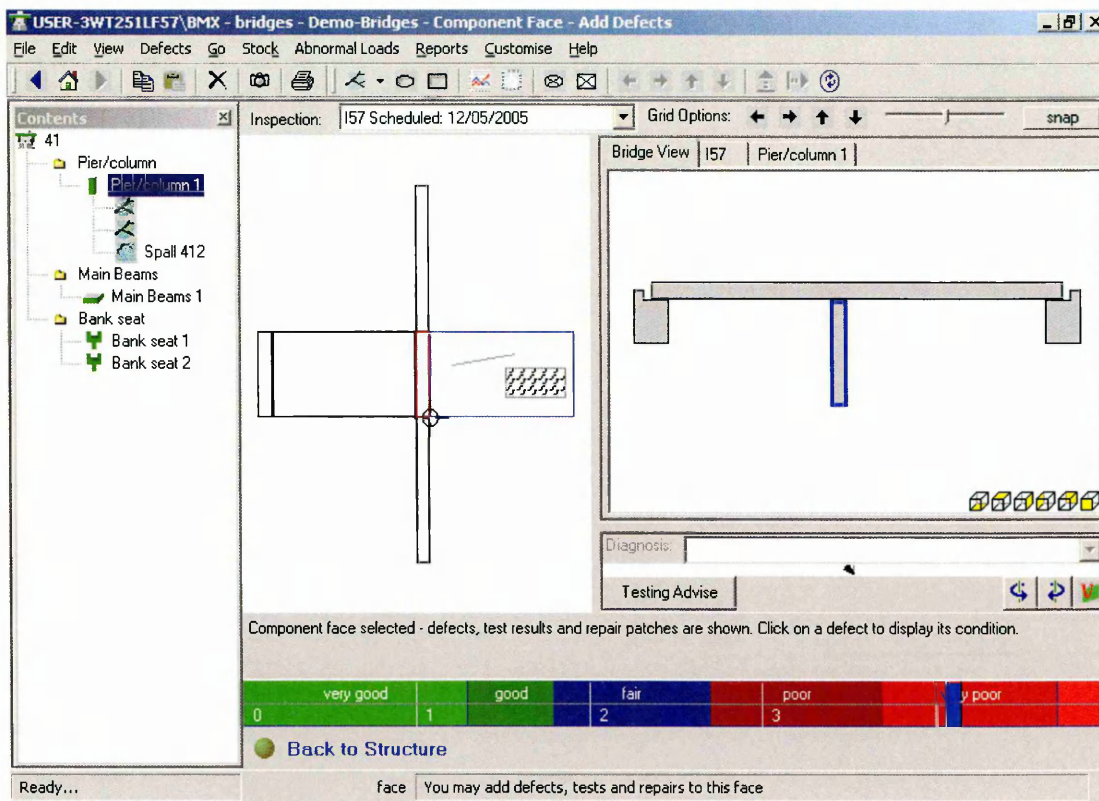 USER-3WT251LF57\BMX - bridges - Demo-Bridges - Component Face - Add Defects
File Edit View Defects Go Stock Abnormal Loads Reports Customise Help
Contents
41
Pier/column
Pier/column 1
Spall 412
Main Beams
Main Beams 1
Bank seat
Bank seat 1
Bank seat 2
Inspection: I57 Scheduled: 12/05/2005
Grid Options: snap
Bridge View I57 Pier/column 1
Diagnosis:
Testing Advise
Component face selected - defects, test results and repair patches are shown. Click on a defect to display its condition.
very good good fair poor y poor
0 1 2 3
Back to Structure
Ready... face You may add defects, tests and repairs to this face